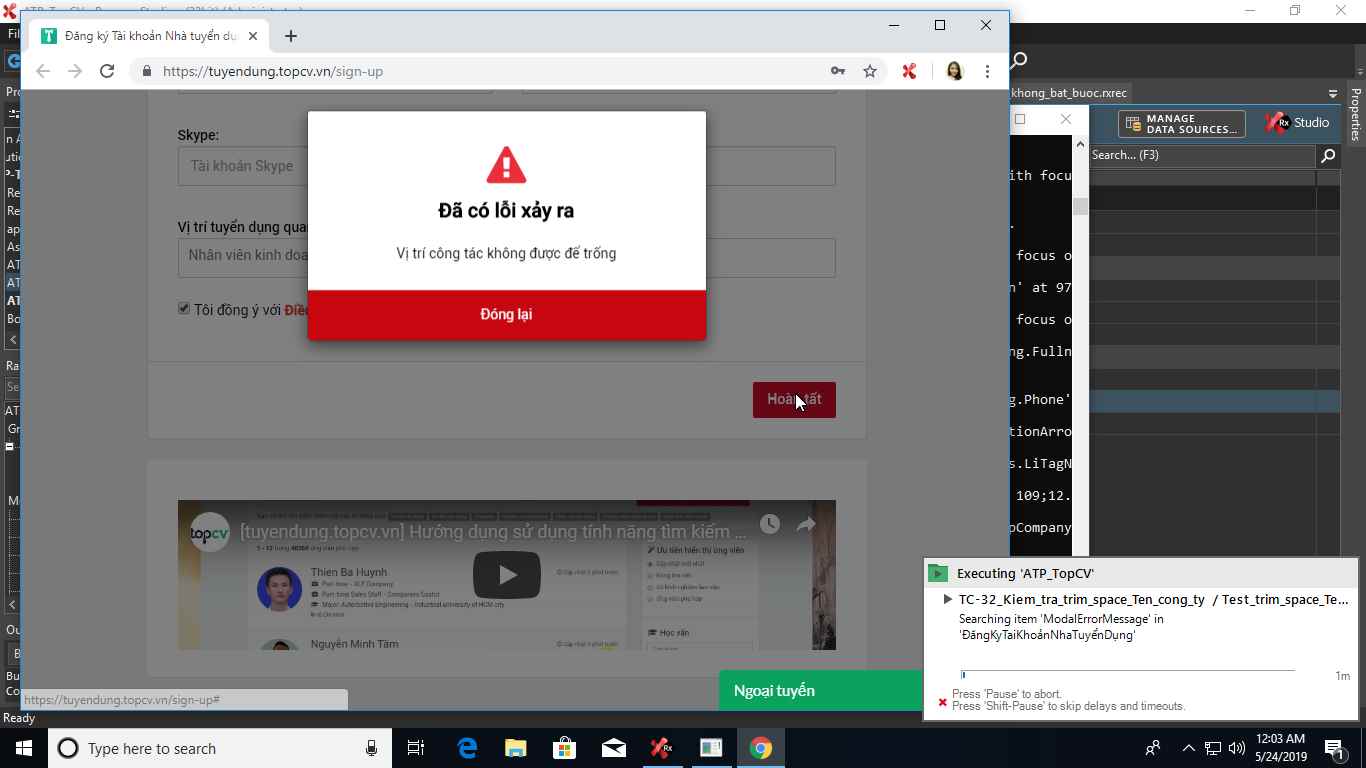 Đăng ký Tài khoản Nhà tuyển dụ
https://tuyendung.topcv.vn/sign-up
Skype:
Tài khoản Skype
Vị trí tuyển dụng qua
Nhân viên kinh doa
Tôi đồng ý với Điề
Đã có lỗi xảy ra
Vị trí công tác không được để trống
Đóng lại
Hoàn tất
topcv
[tuyendung.topcv.vn] Hướng dụng sử dụng tính năng tìm kiếm ...
Thien Ba Huynh
Nguyễn Minh Tâm
Ưu tiên hiển thị ứng viên
Học vấn
https://tuyendung.topcv.vn/sign-up#
Ngoại tuyến
khong_bat_buoc.rxrec
Properties
MANAGE
DATA SOURCES...
Rx Studio
Search... (F3)
ith focu
focus o
n' at 97
focus o
ng.Fulln
g.Phone'
tionArro
s.LiTagN
109;12.
pCompany
Executing 'ATP_TopCV'
TC-32_Kiem_tra_trim_space_Ten_cong_ty / Test_trim_space_Te...
Searching item 'ModalErrorMessage' in
'ĐăngKýTaiKhoảnNhaTuyểnDụng'
1m
Press 'Pause' to abort.
Press 'Shift-Pause' to skip delays and timeouts.
Ready
Type here to search
Rx
12:03 AM
5/24/2019
1